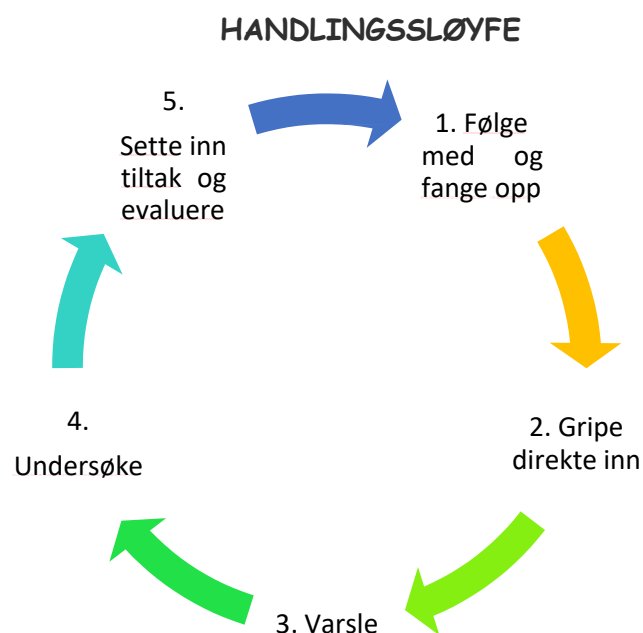 HANDLINGSSLØYFE
1. Følge
med og
fange opp
2. Gripe
direkte inn
3. Varsle
4.
Undersøke
5.
Sette inn
tiltak og
evaluere